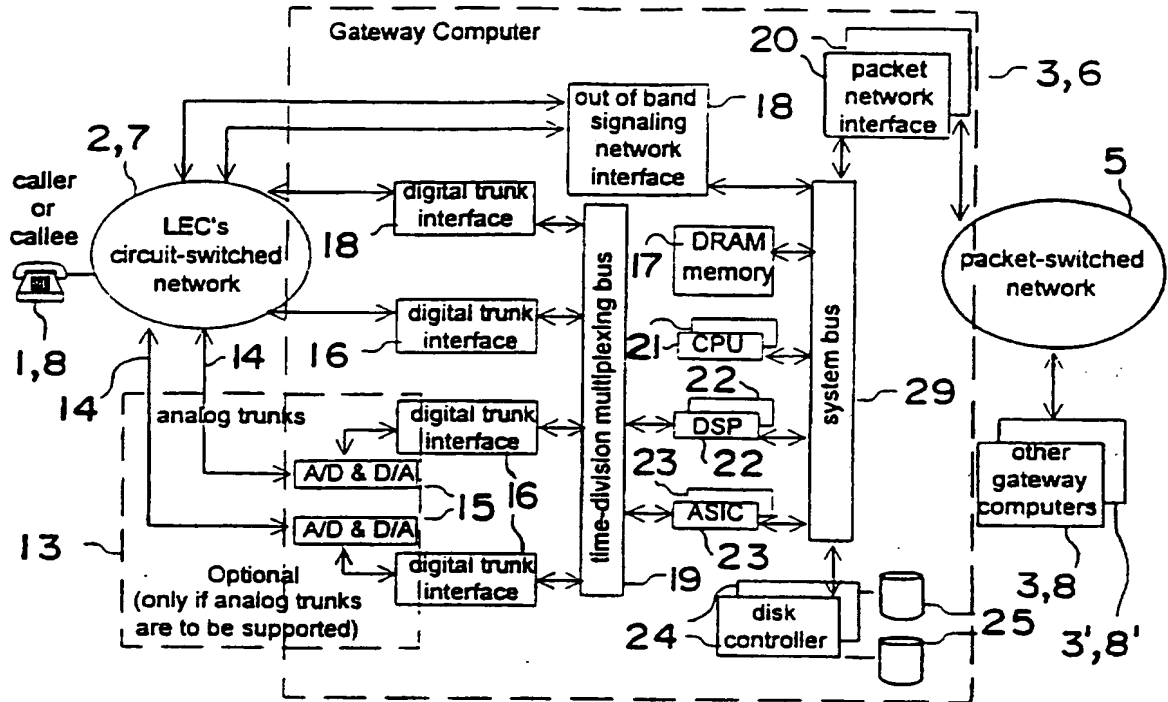 Gateway Computer
20
packet
network
interface
3,6
out of band
signaling
network
interface
18
2,7
caller
or
callee
LEC's
circuit-switched
network
1,8
digital trunk
interface
18
digital trunk
interface
16
14
14
analog trunks
digital trunk
interface
A/D & D/A
15
16
A/D & D/A
13
Optional
(only if analog trunks
are to be supported)
digital trunk
interface
time-division multiplexing bus
19
17
DRAM
memory
21
CPU
22
DSP
22
23
ASIC
23
system bus
29
24
disk
controller
25
5
packet-switched
network
other
gateway
computers
3,8
3',8'